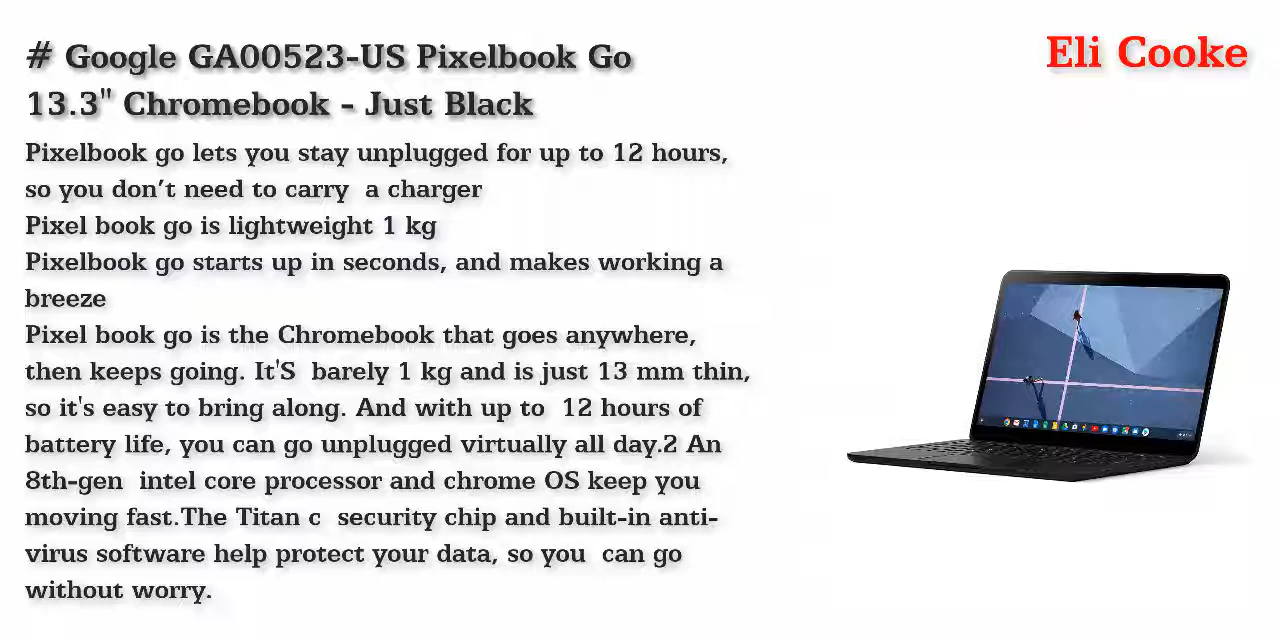 # Google GA00523-US Pixelbook Go
13.3" Chromebook - Just Black
Eli Cooke
Pixelbook go lets you stay unplugged for up to 12 hours,
so you don’t need to carry  a charger
Pixel book go is lightweight 1 kg
Pixelbook go starts up in seconds, and makes working a
breeze
Pixel book go is the Chromebook that goes anywhere,
then keeps going. It'S  barely 1 kg and is just 13 mm thin,
so it's easy to bring along. And with up to  12 hours of
battery life, you can go unplugged virtually all day.2 An
8th-gen  intel core processor and chrome OS keep you
moving fast.The Titan c  security chip and built-in anti-
virus software help protect your data, so you  can go
without worry.